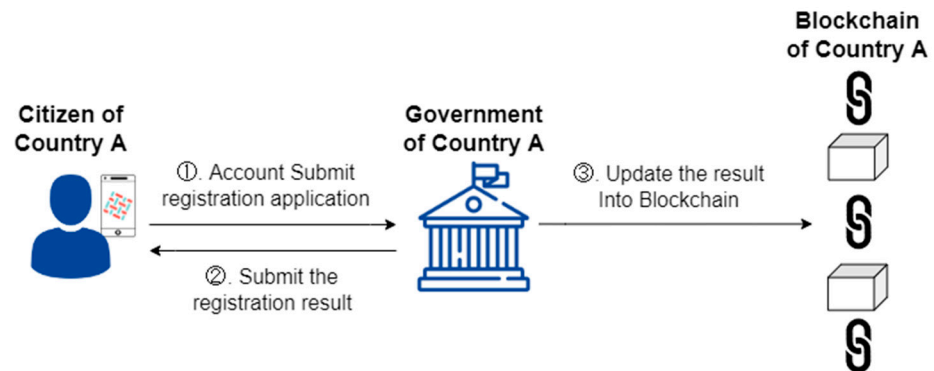 Blockchain
of Country A
Citizen of
Country A
Government
of Country A
①. Account Submit
registration application
③. Update the result
Into Blockchain
②. Submit the
registration result